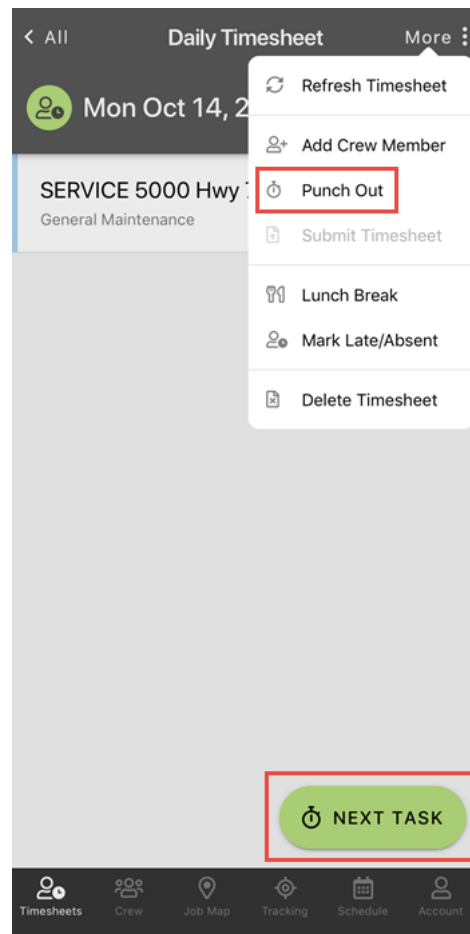 All Daily Timesheet More
Refresh Timesheet
Mon Oct 14, 2
Add Crew Member
SERVICE 5000 Hwy
Punch Out
General Maintenance
Submit Timesheet
Lunch Break
Mark Late/Absent
Delete Timesheet
NEXT TASK
Timesheets Crew Job Map Tracking Schedule Account